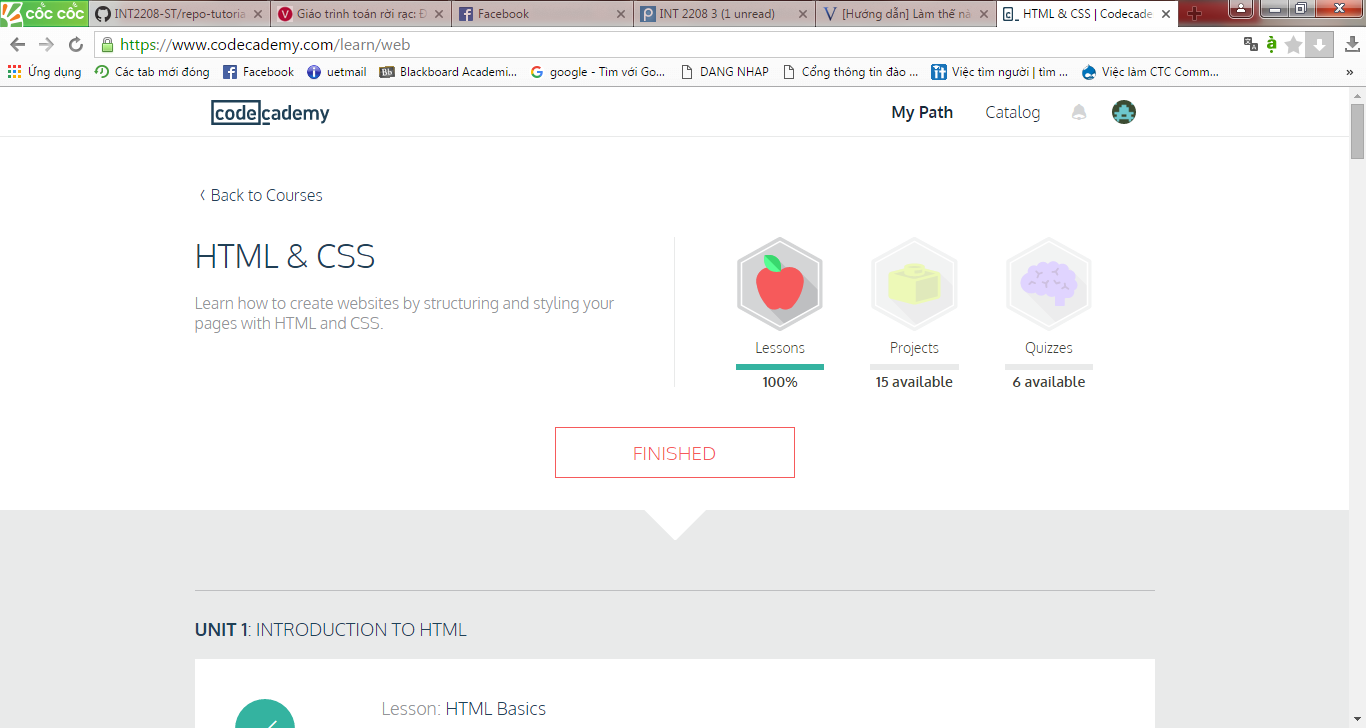 cốc cốc
INT2208-ST/repo-tutoria
Giáo trình toán rời rạc: Đ
Facebook
INT 2208 3 (1 unread)
[Hướng dẫn] Làm thế nà
HTML & CSS | Codecade
https://www.codecademy.com/learn/web
Ứng dụng
Các tab mới đóng
Facebook
uetmail
Bb
Blackboard Academi...
google - Tìm với Go...
DANG NHAP
Cổng thông tin đào ...
Việc tìm người | tìm ...
Việc làm CTC Comm...
»
codecademy
My Path
Catalog
Back to Courses
HTML & CSS
Learn how to create websites by structuring and styling your
pages with HTML and CSS.
Lessons
100%
Projects
15 available
Quizzes
6 available
FINISHED
UNIT 1: INTRODUCTION TO HTML
Lesson: HTML Basics